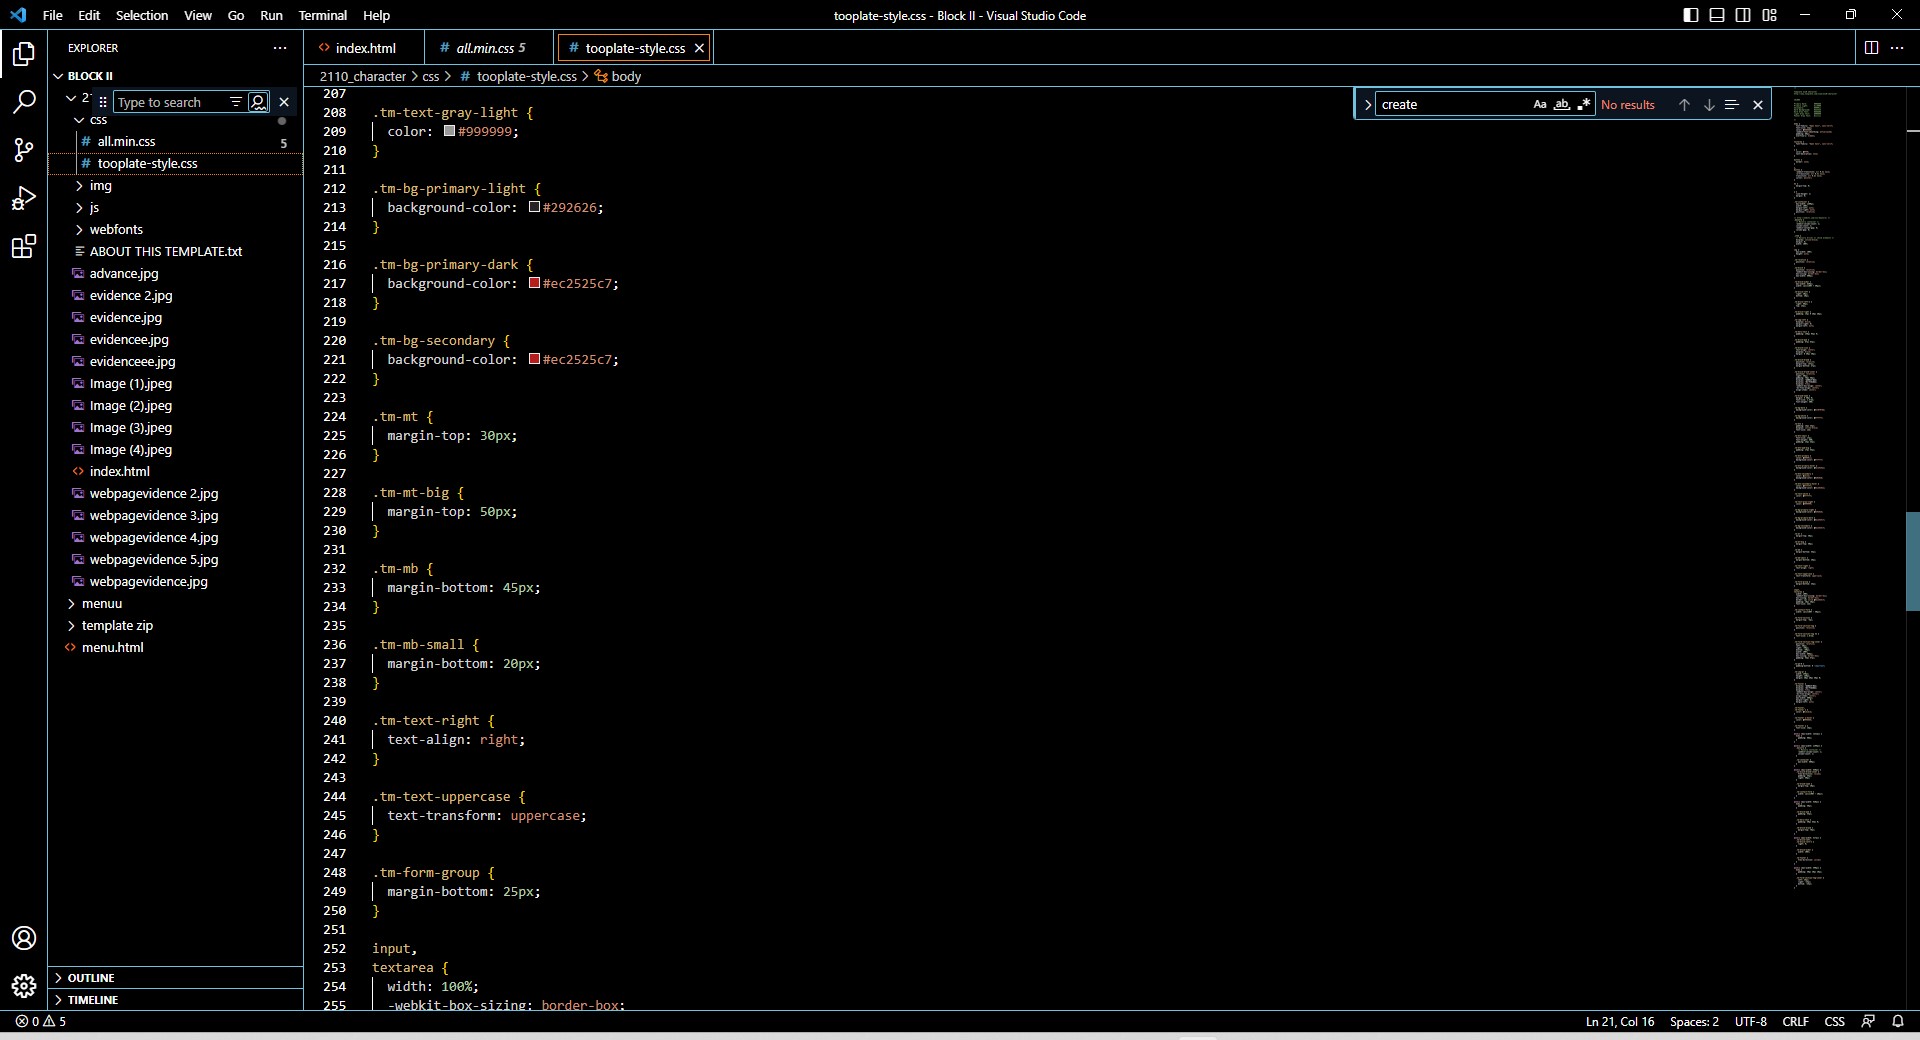 File Edit Selection View Go Run Terminal Help
tooplate-style.css - Block II - Visual Studio Code
EXPLORER
index.html
# all.min.css 5
# tooplate-style.css
BLOCK II
2110_character > css > # tooplate-style.css > body
2
Type to search
css
# all.min.css 5
# tooplate-style.css
img
js
webfonts
ABOUT THIS TEMPLATE.txt
advance.jpg
evidence 2.jpg
evidence.jpg
evidencee.jpg
evidenceee.jpg
Image (1).jpeg
Image (2).jpeg
Image (3).jpeg
Image (4).jpeg
index.html
webpagevidence 2.jpg
webpagevidence 3.jpg
webpagevidence 4.jpg
webpagevidence 5.jpg
webpagevidence.jpg
menuu
template zip
menu.html
OUTLINE
TIMELINE
create Aa ab .* No results
207
208 .tm-text-gray-light {
209 color: #999999;
210 }
211
212 .tm-bg-primary-light {
213 background-color: #292626;
214 }
215
216 .tm-bg-primary-dark {
217 background-color: #ec2525c7;
218 }
219
220 .tm-bg-secondary {
221 background-color: #ec2525c7;
222 }
223
224 .tm-mt {
225 margin-top: 30px;
226 }
227
228 .tm-mt-big {
229 margin-top: 50px;
230 }
231
232 .tm-mb {
233 margin-bottom: 45px;
234 }
235
236 .tm-mb-small {
237 margin-bottom: 20px;
238 }
239
240 .tm-text-right {
241 text-align: right;
242 }
243
244 .tm-text-uppercase {
245 text-transform: uppercase;
246 }
247
248 .tm-form-group {
249 margin-bottom: 25px;
250 }
251
252 input,
253 textarea {
254 width: 100%;
255 -webkit-box-sizing: border-box;
0 5
Ln 21, Col 16 Spaces: 2 UTF-8 CRLF CSS